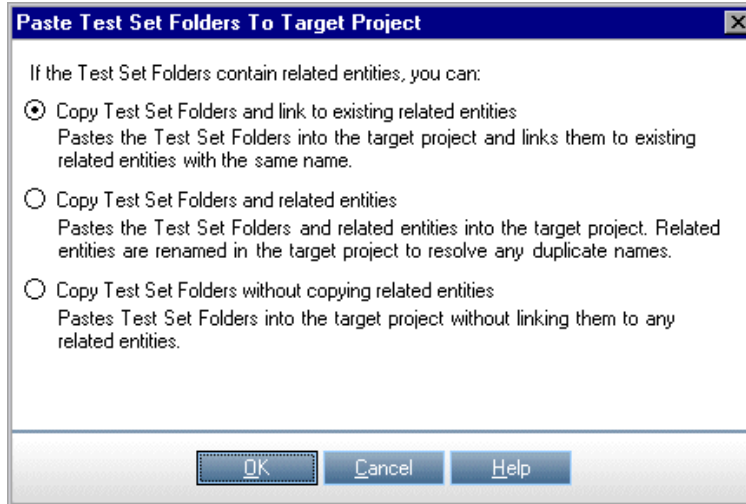 Paste Test Set Folders To Target Project
If the Test Set Folders contain related entities, you can:
Copy Test Set Folders and link to existing related entities
Pastes the Test Set Folders into the target project and links them to existing
related entities with the same name.
Copy Test Set Folders and related entities
Pastes the Test Set Folders and related entities into the target project. Related
entities are renamed in the target project to resolve any duplicate names.
Copy Test Set Folders without copying related entities
Pastes Test Set Folders into the target project without linking them to any
related entities.
OK Cancel Help